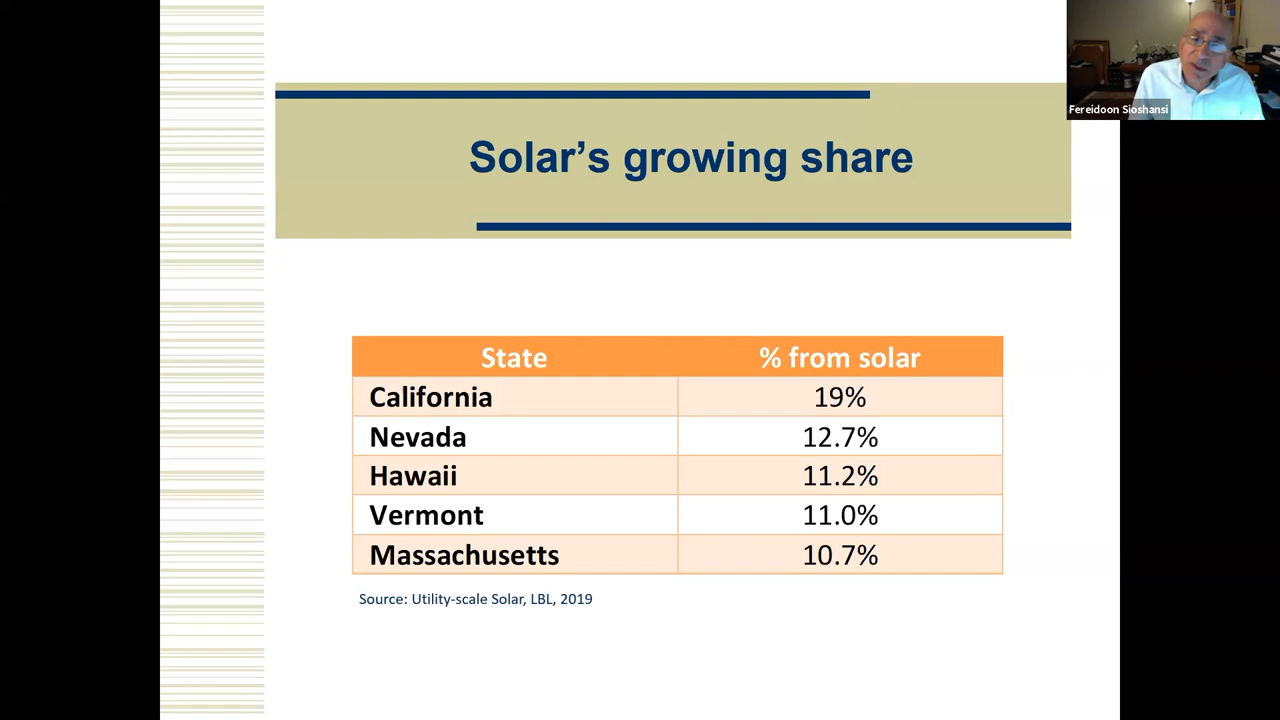 Fereidoon Sioshansi
Solar’s growing share
State % from solar
California 19%
Nevada 12.7%
Hawaii 11.2%
Vermont 11.0%
Massachusetts 10.7%
Source: Utility-scale Solar, LBL, 2019